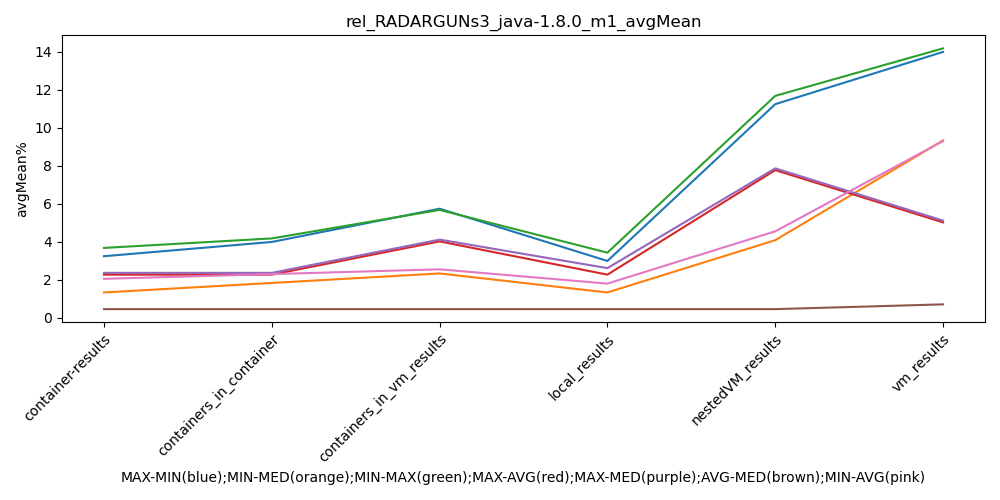 rel_RADARGUNs3_java-1.8.0_m1_avgMean
avgMean%
14
12
10
8
6
4
2
0
container-results
containers_in_container
containers_in_vm_results
local_results
nestedVM_results
vm_results
MAX-MIN(blue);MIN-MED(orange);MIN-MAX(green);MAX-AVG(red);MAX-MED(purple);AVG-MED(brown);MIN-AVG(pink)